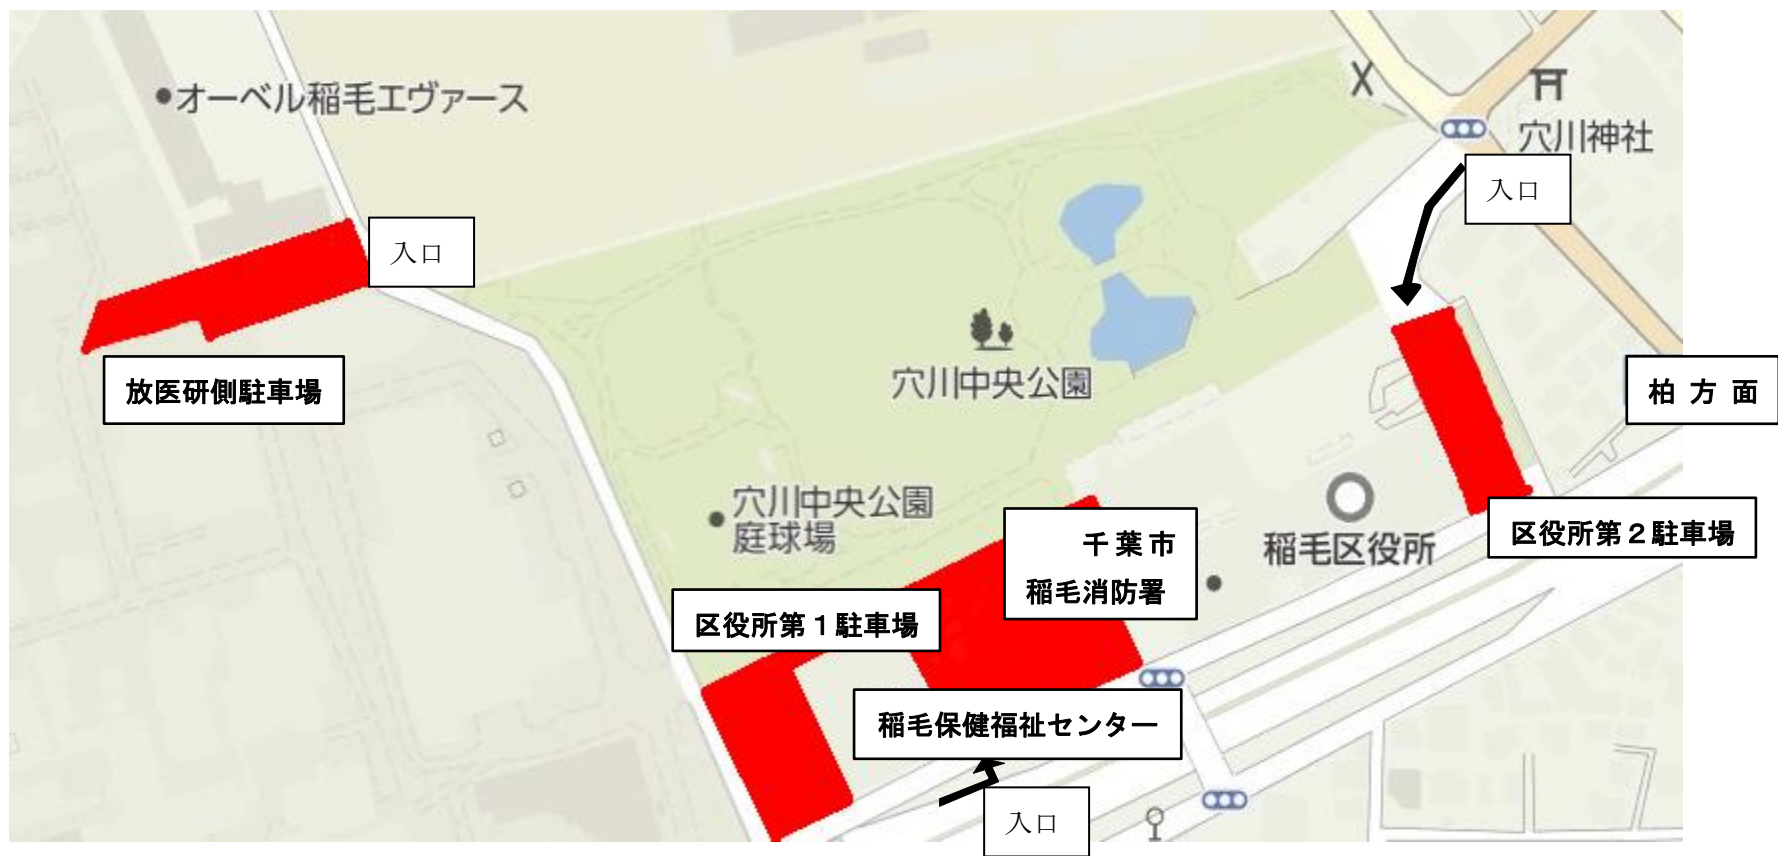 オーベル稲毛エヴァース
穴川神社
入口
入口
放医研側駐車場
穴川中央公園
柏 方 面
穴川中央公園
庭球場
千 葉 市
稲毛消防署
稲毛区役所
区役所第２駐車場
区役所第１駐車場
稲毛保健福祉センター
入口